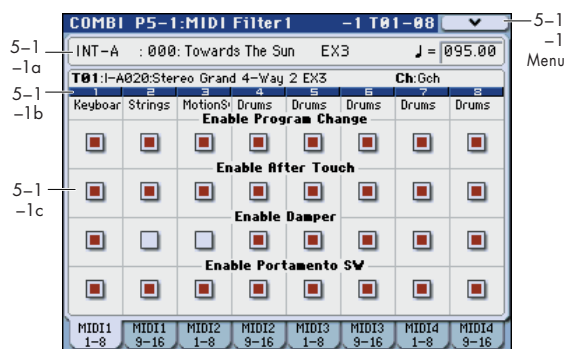 COMBI P5-1:MIDI Filter1 -1 T01-08
5-1
-1
Menu
5-1
-1a
INT-A : 000: Towards The Sun EX3 ♩= 095.00
T01:I-A020:Stereo Grand 4-Way 2 EX3 Ch:Gch
5-1
-1b
1 2 3 4 5 6 7 8
Keyboar Strings MotionS Drums Drums Drums Drums Drums
Enable Program Change
5-1
-1c
Enable After Touch
Enable Damper
Enable Portamento SW
MIDI1 MIDI1 MIDI2 MIDI2 MIDI3 MIDI3 MIDI4 MIDI4
1-8 9-16 1-8 9-16 1-8 9-16 1-8 9-16